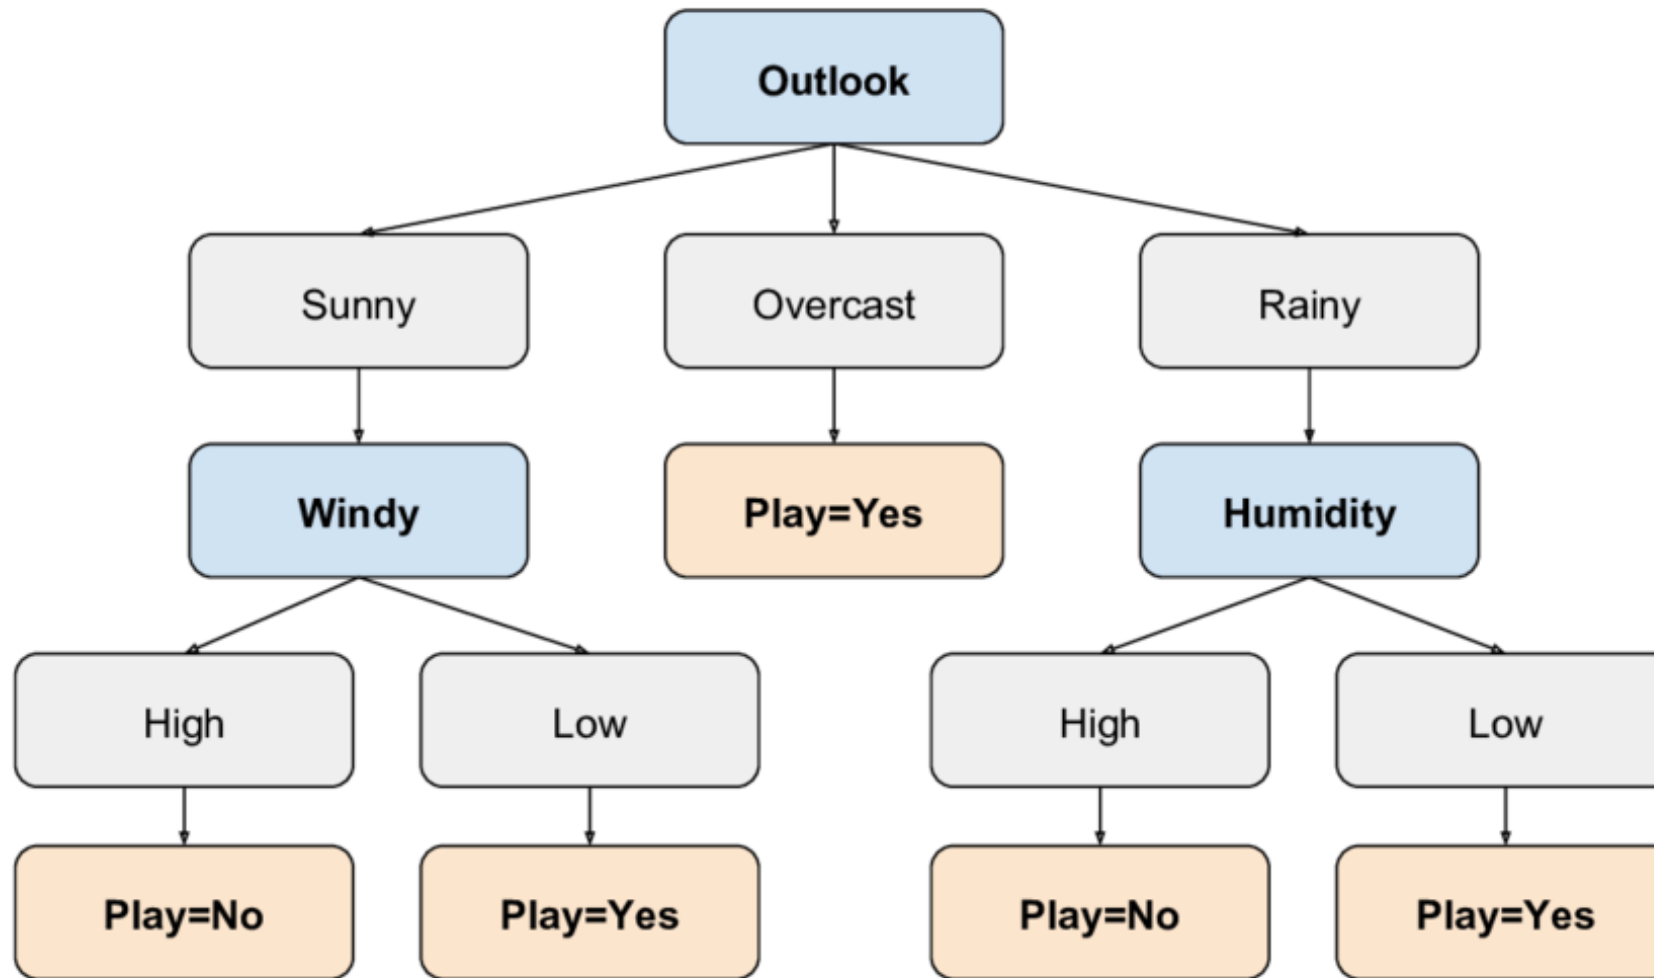 Outlook
Sunny
Overcast
Rainy
Windy
Play=Yes
Humidity
High
Low
High
Low
Play=No
Play=Yes
Play=No
Play=Yes